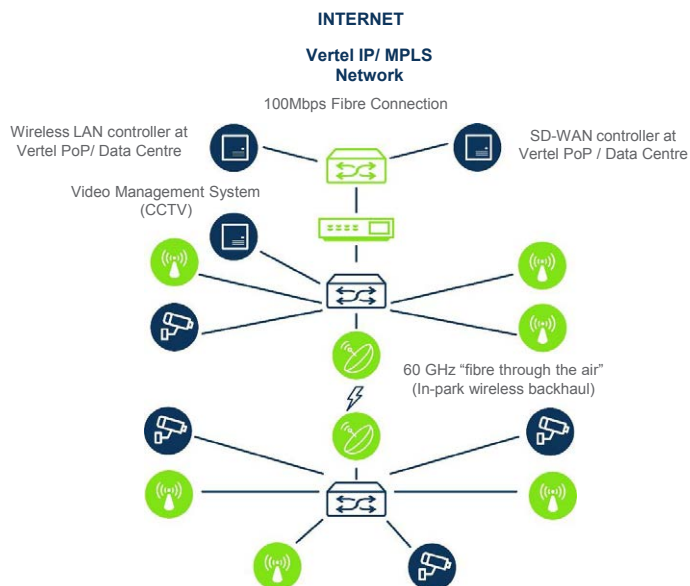 INTERNET
Vertel IP/ MPLS
Network
100Mbps Fibre Connection
Wireless LAN controller at
Vertel PoP/ Data Centre
SD-WAN controller at
Vertel PoP / Data Centre
Video Management System
(CCTV)
60 GHz “fibre through the air”
(In-park wireless backhaul)